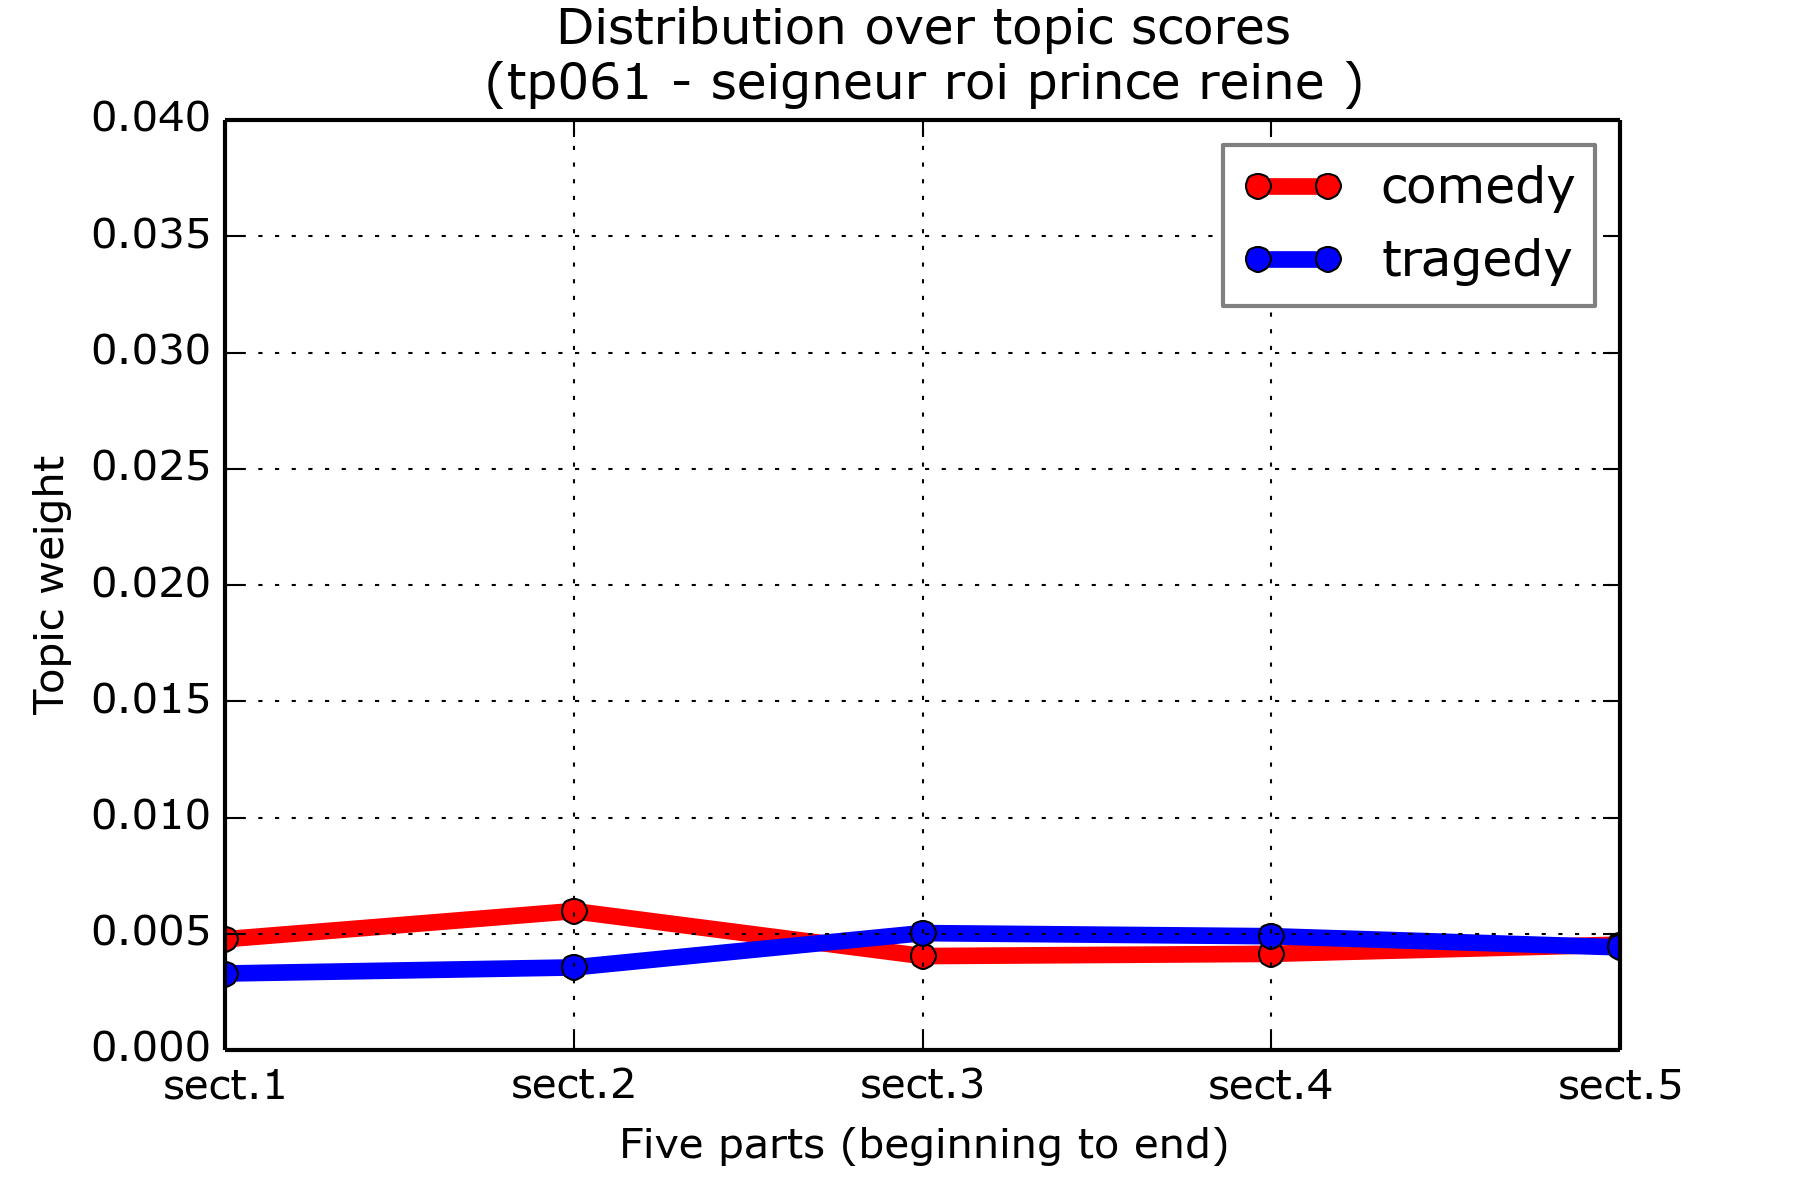 Distribution over topic scores
(tp061 - seigneur roi prince reine )
comedy
tragedy
Topic weight
0.040
0.035
0.030
0.025
0.020
0.015
0.010
0.005
0.000
sect.1 sect.2 sect.3 sect.4 sect.5
Five parts (beginning to end)